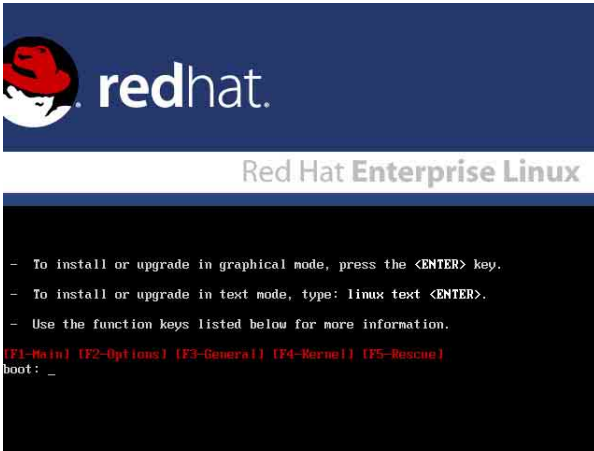 redhat.
Red Hat Enterprise Linux
- To install or upgrade in graphical mode, press the <ENTER> key.
- To install or upgrade in text mode, type: linux text <ENTER>.
- Use the function keys listed below for more information.
[F1-Main] [F2-Options] [F3-General] [F4-Kernel] [F5-Rescue]
boot: _